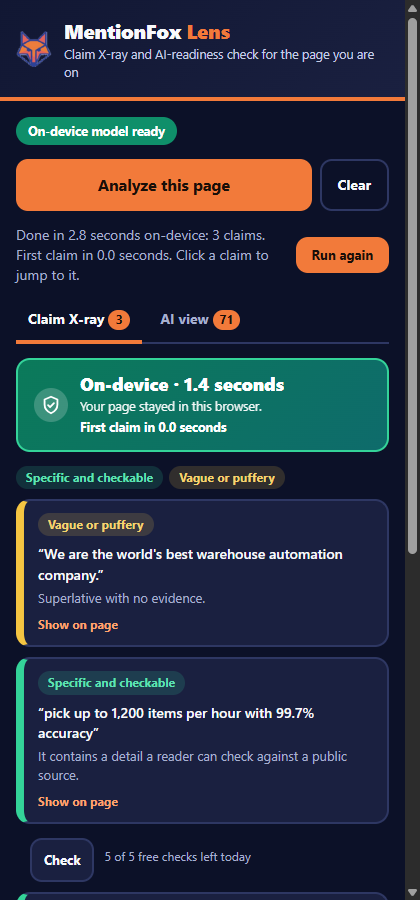 MentionFox Lens
Claim X-ray and AI-readiness check for the page you are
on
On-device model ready
Analyze this page
Clear
Done in 2.8 seconds on-device: 3 claims.
First claim in 0.0 seconds. Click a claim to
jump to it.
Run again
Claim X-ray 3
AI view 71
On-device · 1.4 seconds
Your page stayed in this browser.
First claim in 0.0 seconds
Specific and checkable
Vague or puffery
Vague or puffery
“We are the world's best warehouse automation
company.”
Superlative with no evidence.
Show on page
Specific and checkable
“pick up to 1,200 items per hour with 99.7%
accuracy”
It contains a detail a reader can check against a public
source.
Show on page
Check
5 of 5 free checks left today